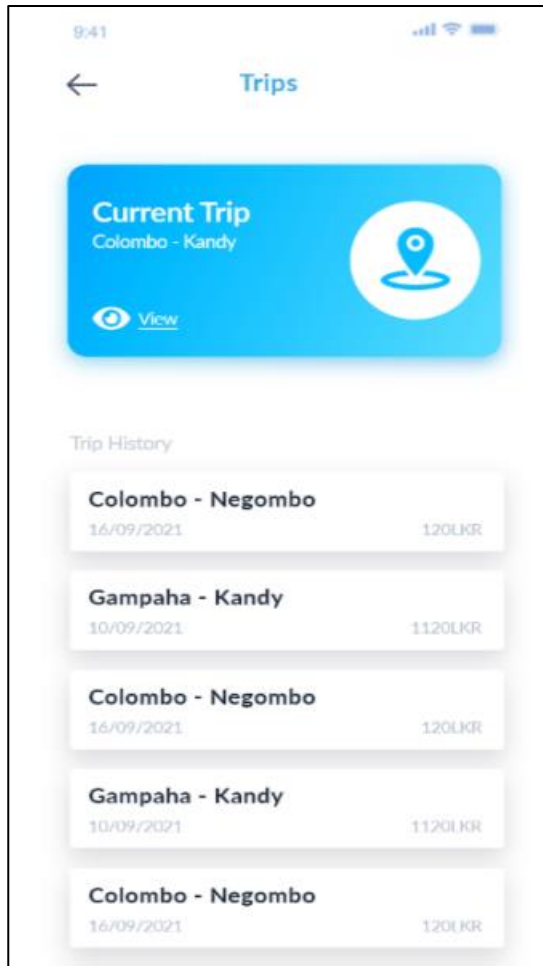 9:41
Trips
Current Trip
Colombo - Kandy
View
Trip History
Colombo - Negombo
16/09/2021 120LKR
Gampaha - Kandy
10/09/2021 1120LKR
Colombo - Negombo
16/09/2021 120LKR
Gampaha - Kandy
10/09/2021 1120LKR
Colombo - Negombo
16/09/2021 120LKR